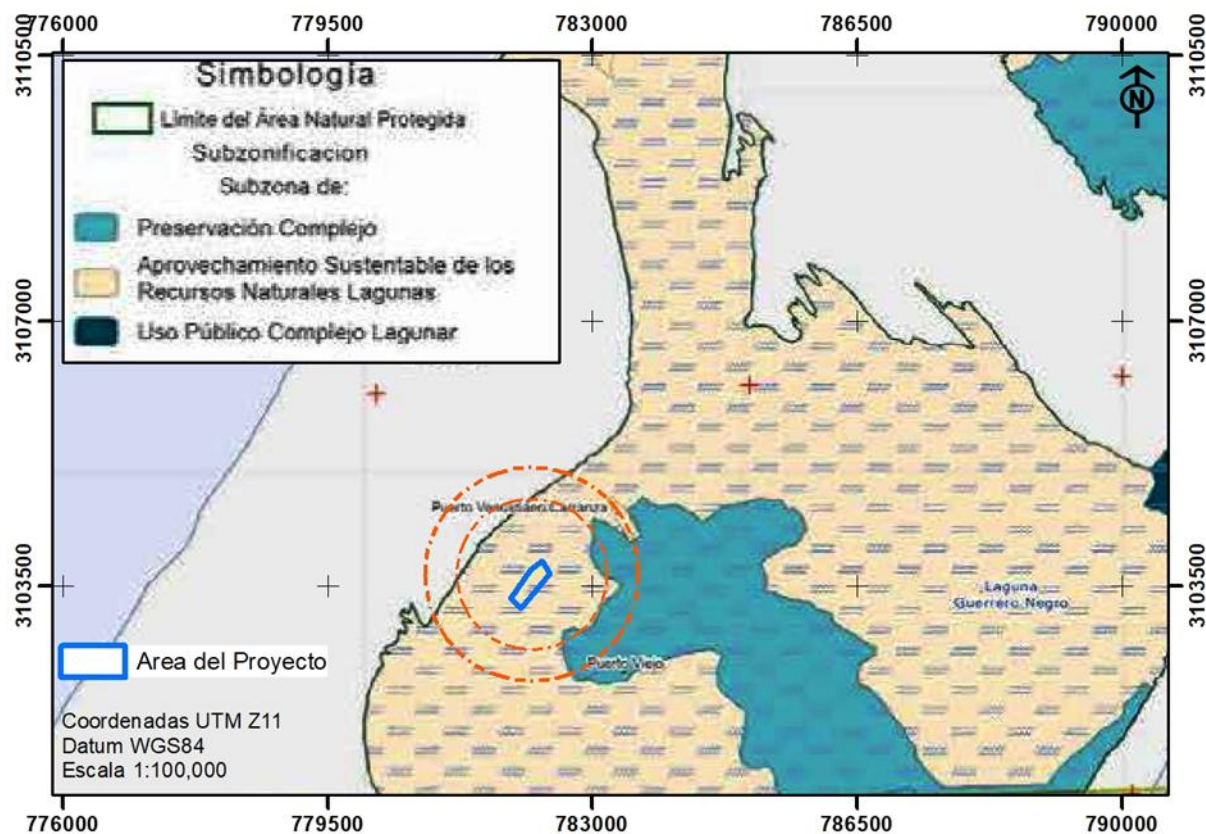 776000 779500 783000 786500 790000
3110500 3110500
Simbología
Límite del Área Natural Protegida
Subzonificacion
Subzona de:
Preservación Complejo
Aprovechamiento Sustentable de los
Recursos Naturales Lagunas
Uso Público Complejo Lagunar
N
3107000 3107000
Puerto Venustiano Carranza
3103500 3103500
Laguna
Guerrero Negro
Puerto Viejo
Area del Proyecto
Coordenadas UTM Z11
Datum WGS84
Escala 1:100,000
776000 779500 783000 786500 790000